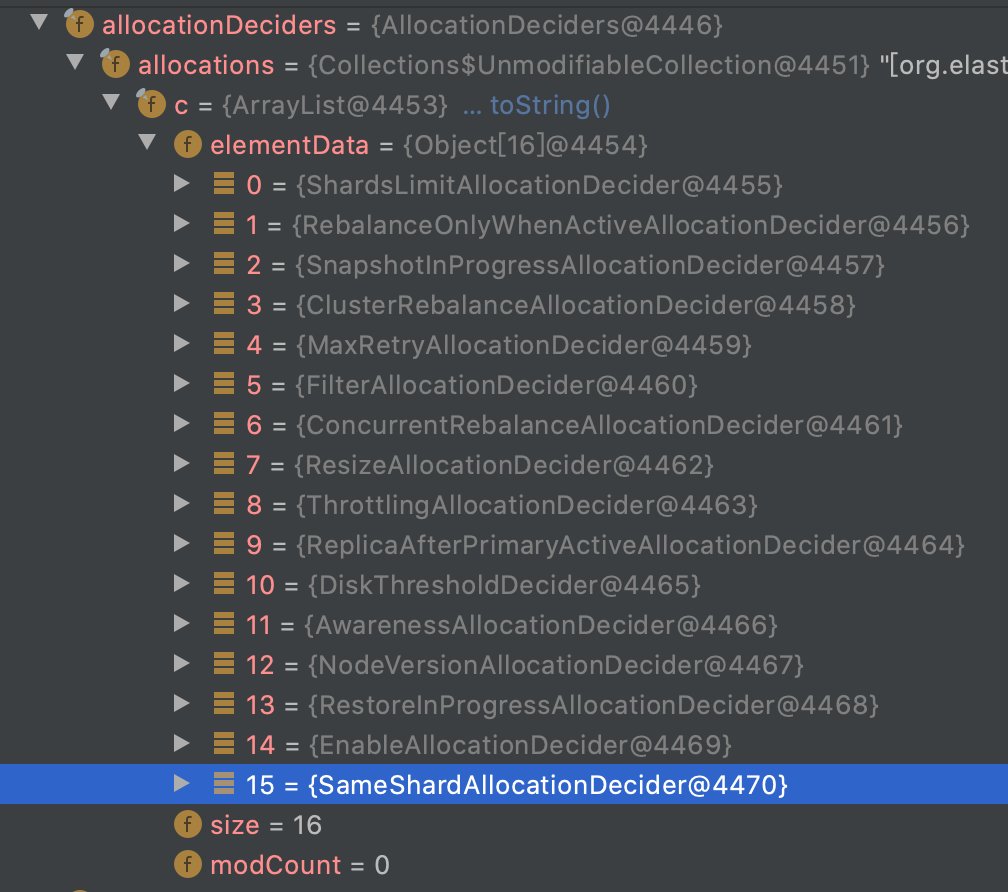 f allocationDeciders = {AllocationDeciders@4446}
f allocations = {Collections$UnmodifiableCollection@4451} "[org.elast
f c = {ArrayList@4453} ... toString()
f elementData = {Object[16]@4454}
0 = {ShardsLimitAllocationDecider@4455}
1 = {RebalanceOnlyWhenActiveAllocationDecider@4456}
2 = {SnapshotInProgressAllocationDecider@4457}
3 = {ClusterRebalanceAllocationDecider@4458}
4 = {MaxRetryAllocationDecider@4459}
5 = {FilterAllocationDecider@4460}
6 = {ConcurrentRebalanceAllocationDecider@4461}
7 = {ResizeAllocationDecider@4462}
8 = {ThrottlingAllocationDecider@4463}
9 = {ReplicaAfterPrimaryActiveAllocationDecider@4464}
10 = {DiskThresholdDecider@4465}
11 = {AwarenessAllocationDecider@4466}
12 = {NodeVersionAllocationDecider@4467}
13 = {RestoreInProgressAllocationDecider@4468}
14 = {EnableAllocationDecider@4469}
15 = {SameShardAllocationDecider@4470}
f size = 16
f modCount = 0